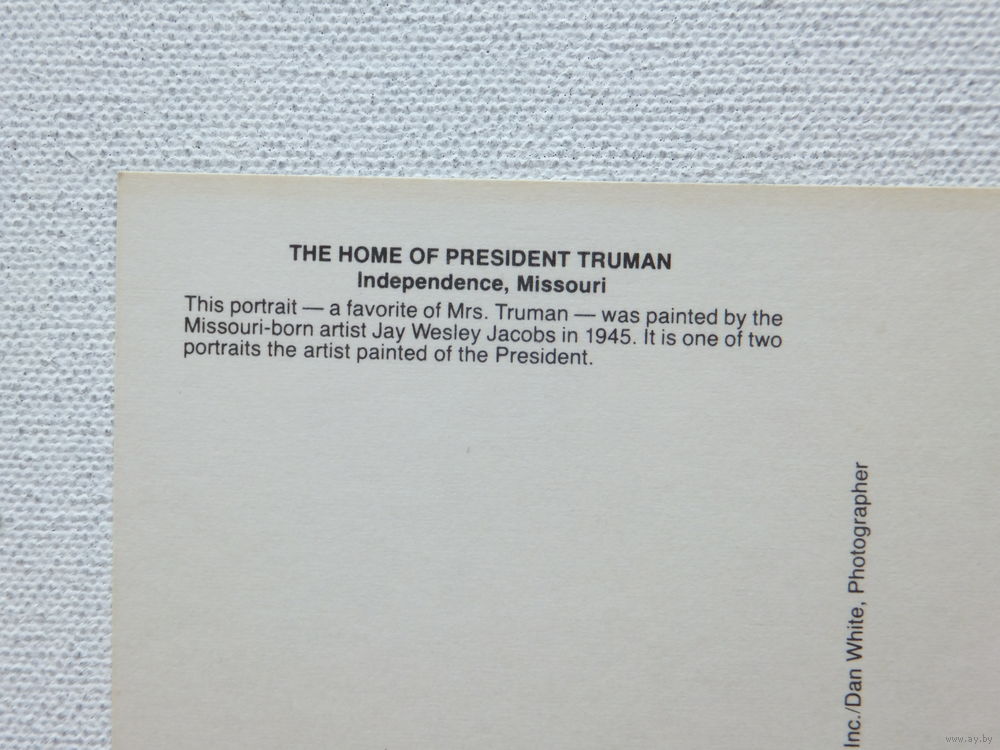 THE HOME OF PRESIDENT TRUMAN
Independence, Missouri
This portrait — a favorite of Mrs. Truman — was painted by the
Missouri-born artist Jay Wesley Jacobs in 1945. It is one of two
portraits the artist painted of the President.
Inc./Dan White, Photographer
www.ay.by